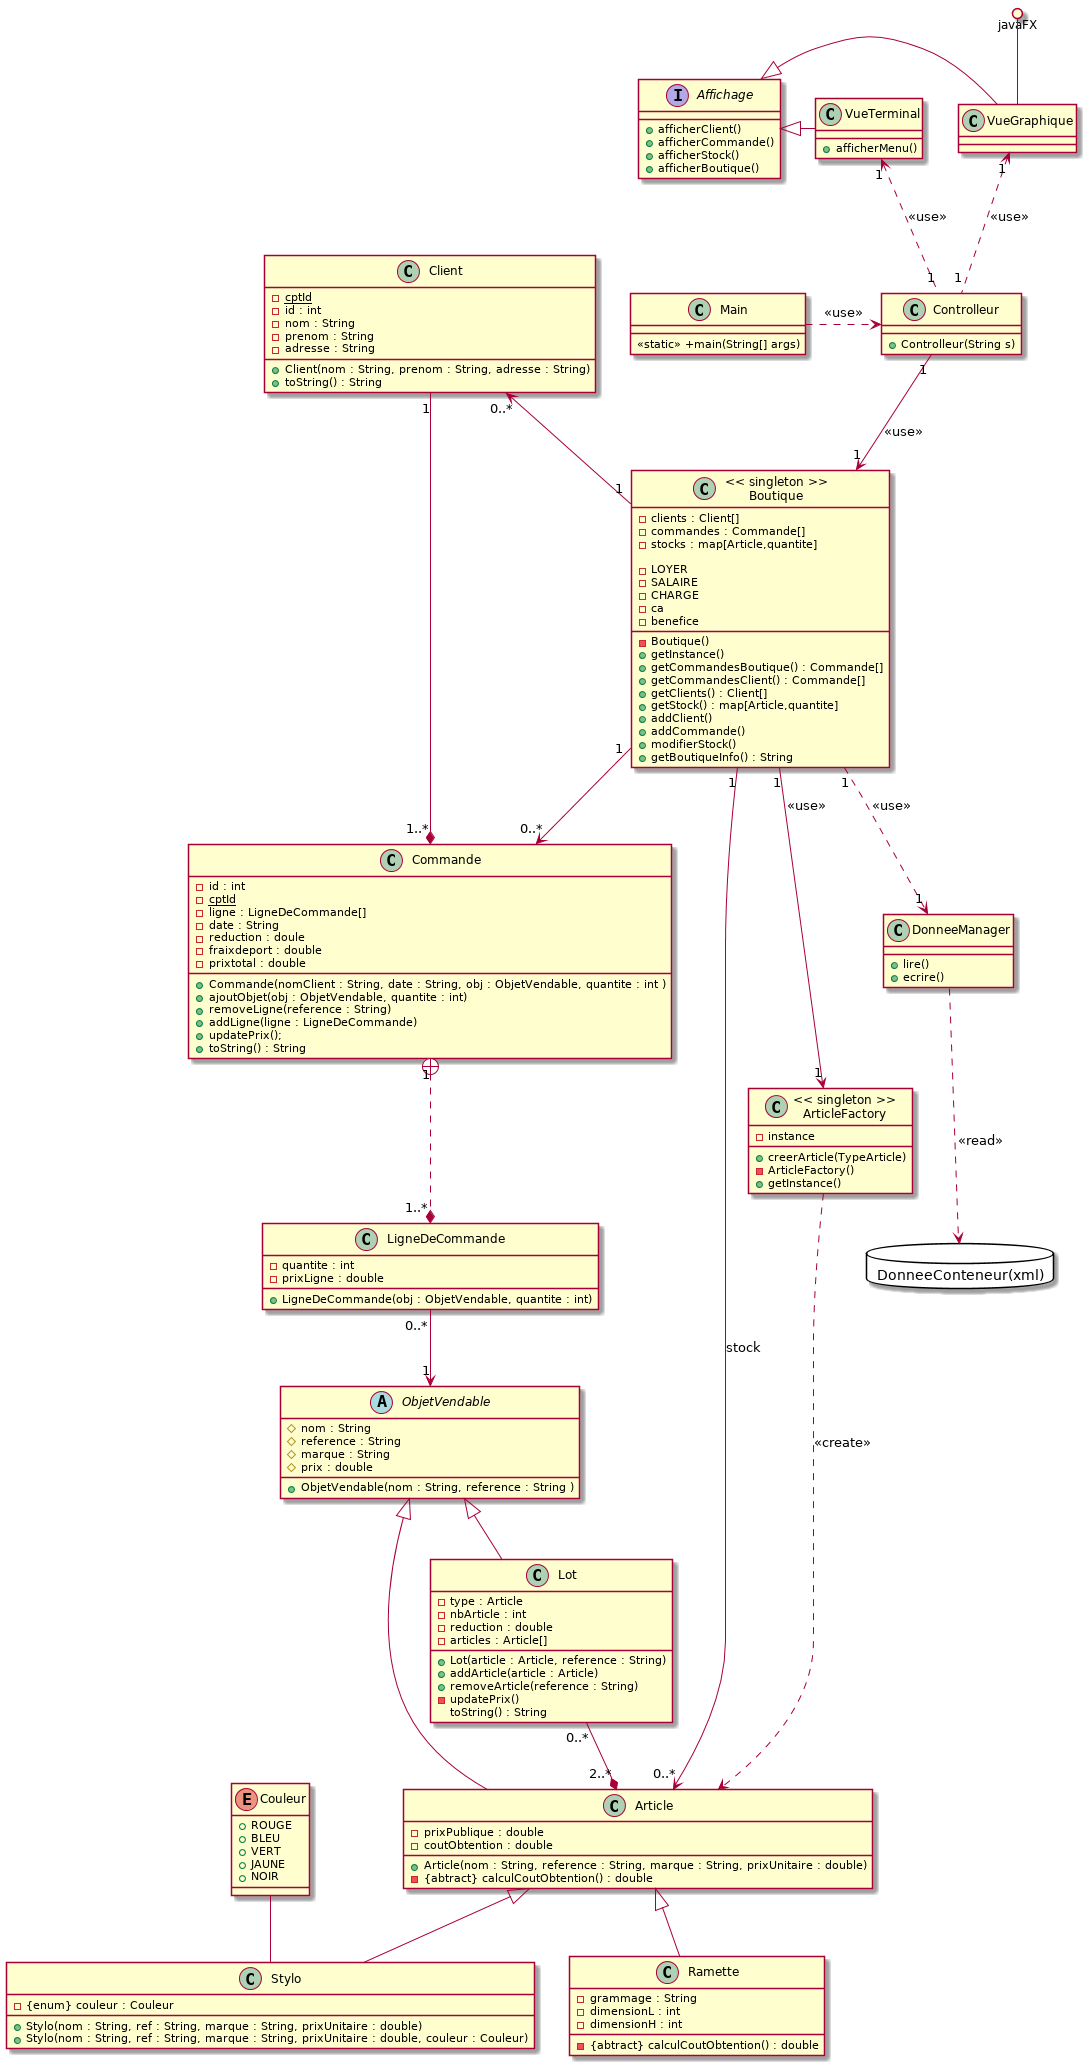 javaFX
I Affichage
afficherClient()
afficherCommande()
afficherStock()
afficherBoutique()
C VueTerminal
afficherMenu()
C VueGraphique
1
1
«use»
«use»
1
1
C Client
cptId
id : int
nom : String
prenom : String
adresse : String
Client(nom : String, prenom : String, adresse : String)
toString() : String
C Main
«static» +main(String[] args)
«use»
C Controlleur
Controlleur(String s)
1
0..*
1
«use»
1
1
C << singleton >>
Boutique
clients : Client[]
commandes : Commande[]
stocks : map[Article,quantite]
LOYER
SALAIRE
CHARGE
ca
benefice
Boutique()
getInstance()
getCommandesBoutique() : Commande[]
getCommandesClient() : Commande[]
getClients() : Client[]
getStock() : map[Article,quantite]
addClient()
addCommande()
modifierStock()
getBoutiqueInfo() : String
1
1
1
1
«use»
«use»
1..*
0..*
C Commande
id : int
cptId
ligne : LigneDeCommande[]
date : String
reduction : doule
fraixdeport : double
prixtotal : double
Commande(nomClient : String, date : String, obj : ObjetVendable, quantite : int )
ajoutObjet(obj : ObjetVendable, quantite : int)
removeLigne(reference : String)
addLigne(ligne : LigneDeCommande)
updatePrix();
toString() : String
1
C DonneeManager
lire()
ecrire()
1
1
C << singleton >>
ArticleFactory
instance
creerArticle(TypeArticle)
ArticleFactory()
getInstance()
«read»
1..*
C LigneDeCommande
quantite : int
prixLigne : double
LigneDeCommande(obj : ObjetVendable, quantite : int)
DonneeConteneur(xml)
0..*
1
stock
A ObjetVendable
nom : String
reference : String
marque : String
prix : double
ObjetVendable(nom : String, reference : String )
«create»
C Lot
type : Article
nbArticle : int
reduction : double
articles : Article[]
Lot(article : Article, reference : String)
addArticle(article : Article)
removeArticle(reference : String)
updatePrix()
toString() : String
0..*
2..*
0..*
C Article
prixPublique : double
coutObtention : double
Article(nom : String, reference : String, marque : String, prixUnitaire : double)
{abtract} calculCoutObtention() : double
E Couleur
ROUGE
BLEU
VERT
JAUNE
NOIR
C Stylo
{enum} couleur : Couleur
Stylo(nom : String, ref : String, marque : String, prixUnitaire : double)
Stylo(nom : String, ref : String, marque : String, prixUnitaire : double, couleur : Couleur)
C Ramette
grammage : String
dimensionL : int
dimensionH : int
{abtract} calculCoutObtention() : double